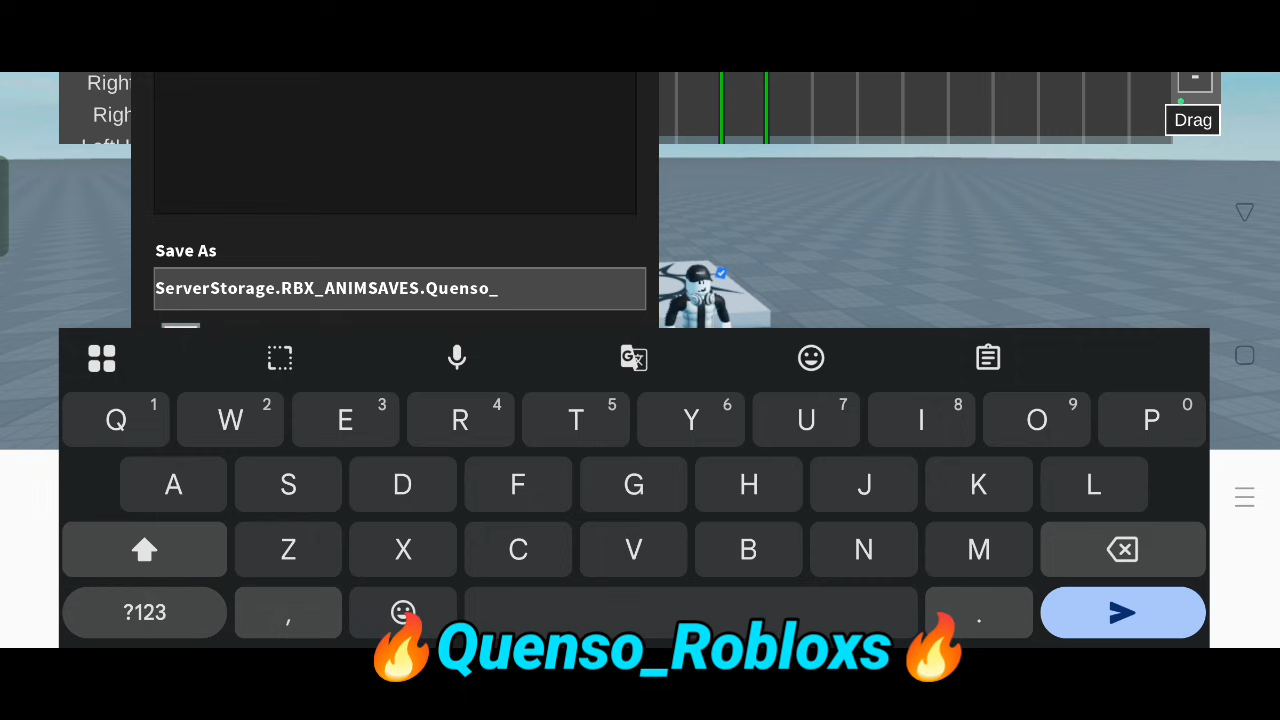 Right
Righ
-
Drag
Save As
ServerStorage.RBX_ANIMSAVES.Quenso_
Q 1 W 2 E 3 R 4 T 5 Y 6 U 7 I 8 O 9 P 0
A S D F G H J K L
Z X C V B N M
?123 , .
🔥Quenso_Robloxs🔥